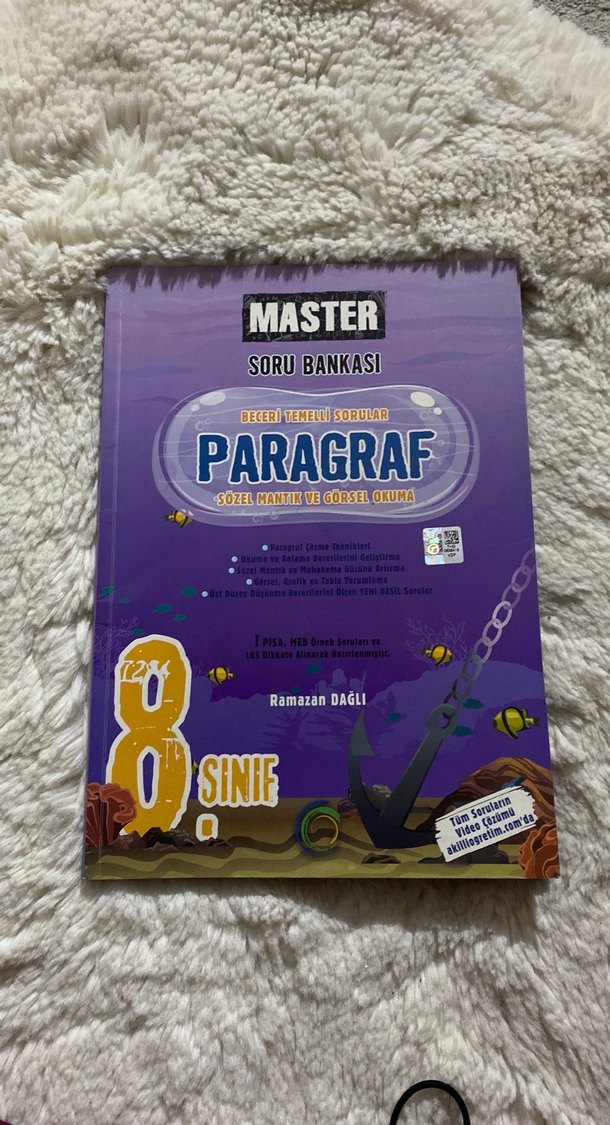 MASTER
SORU BANKASI
BECERİ TEMELLİ SORULAR
PARAGRAF
SÖZEL MANTIK VE GÖRSEL OKUMA
Paragraf Çözme Teknikleri
Okuma ve Anlama Becerilerini Geliştirme
Sözel Mantık ve Muhakeme Gücünü Artırma
Görsel, Grafik ve Tablo Yorumlama
Üst Düzey Düşünme Becerilerini Ölçen YENİ NESİL Sorular
! PISA, MEB Örnek Soruları ve
LGS Dikkate Alınarak Hazırlanmıştır.
Ramazan DAĞLI
8.
SINIF
Tüm Soruların
Video Çözümü
akilliogretim.com'da